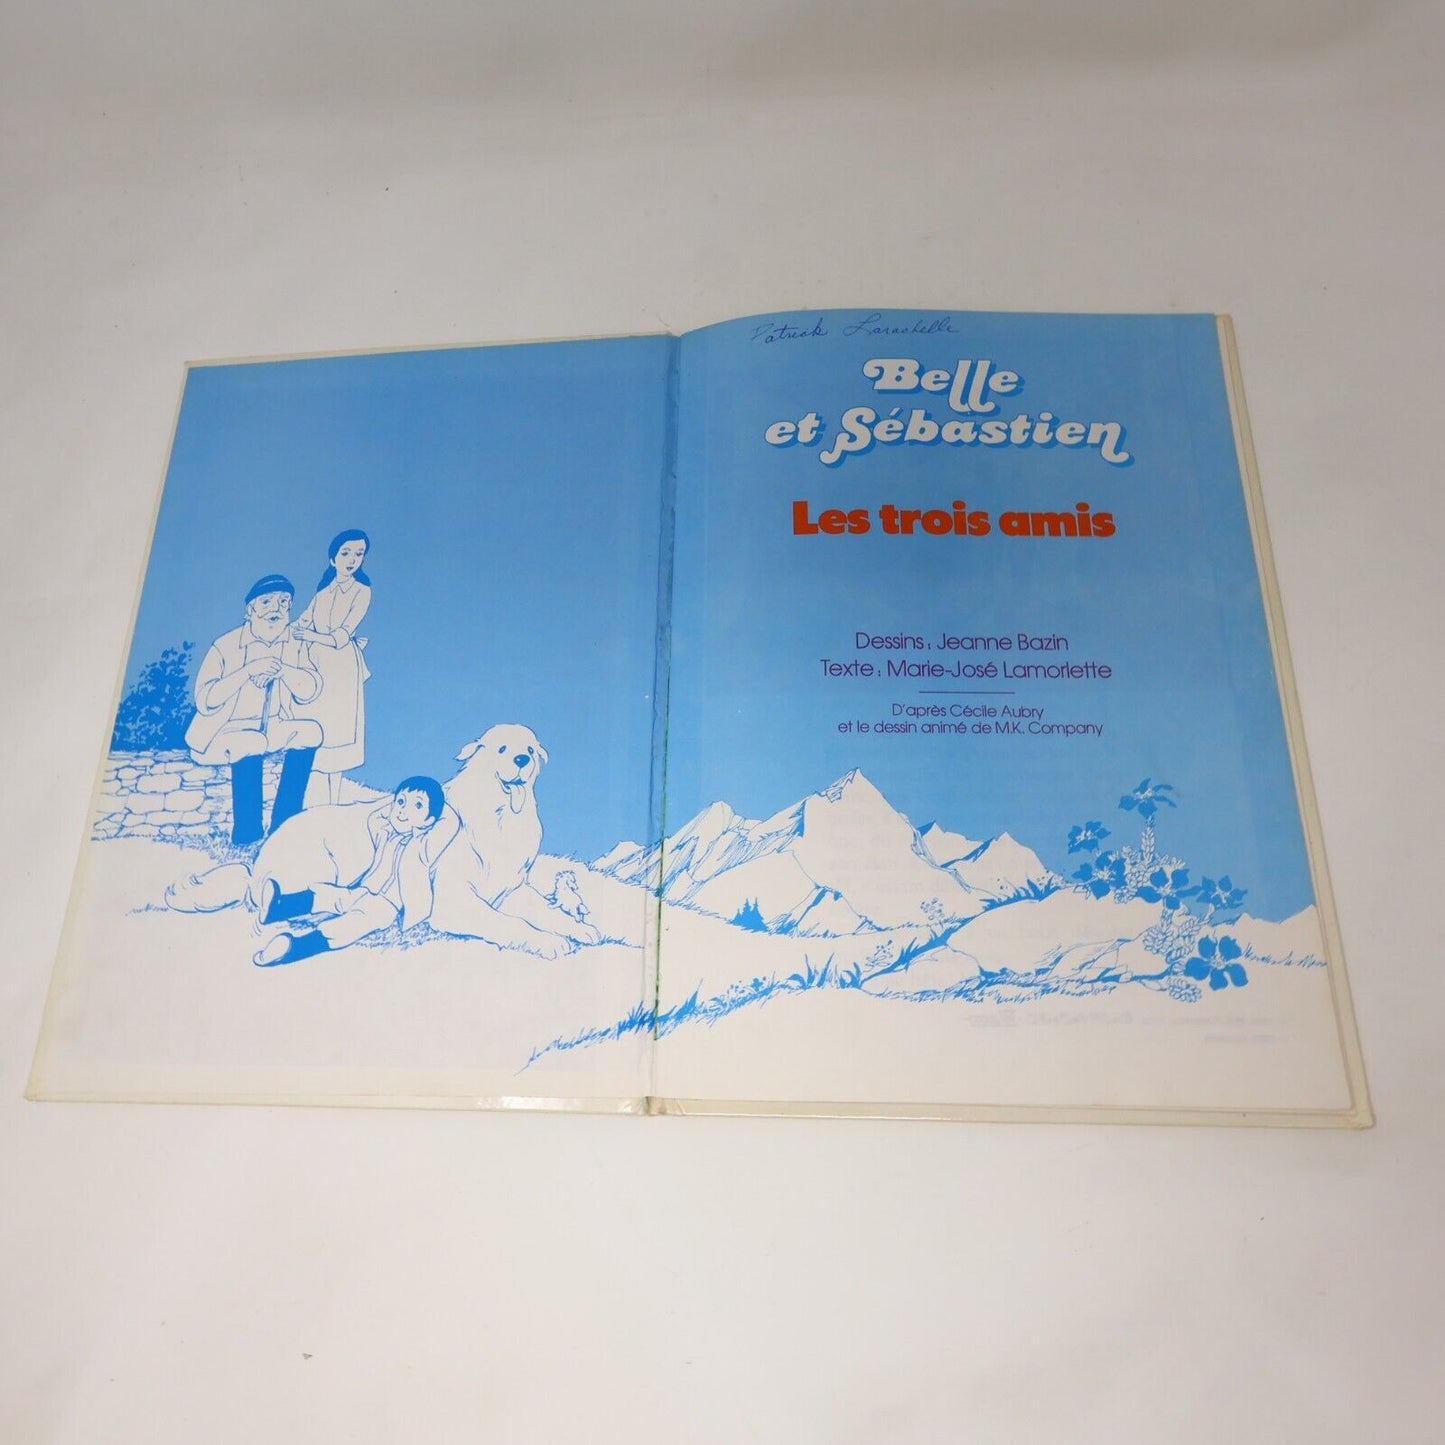 Patrick Larochelle
Belle
et Sébastien
Les trois amis
Dessins: Jeanne Bazin
Texte: Marie-José Lamorlette
D'après Cécile Aubry
et le dessin animé de M.K. Company